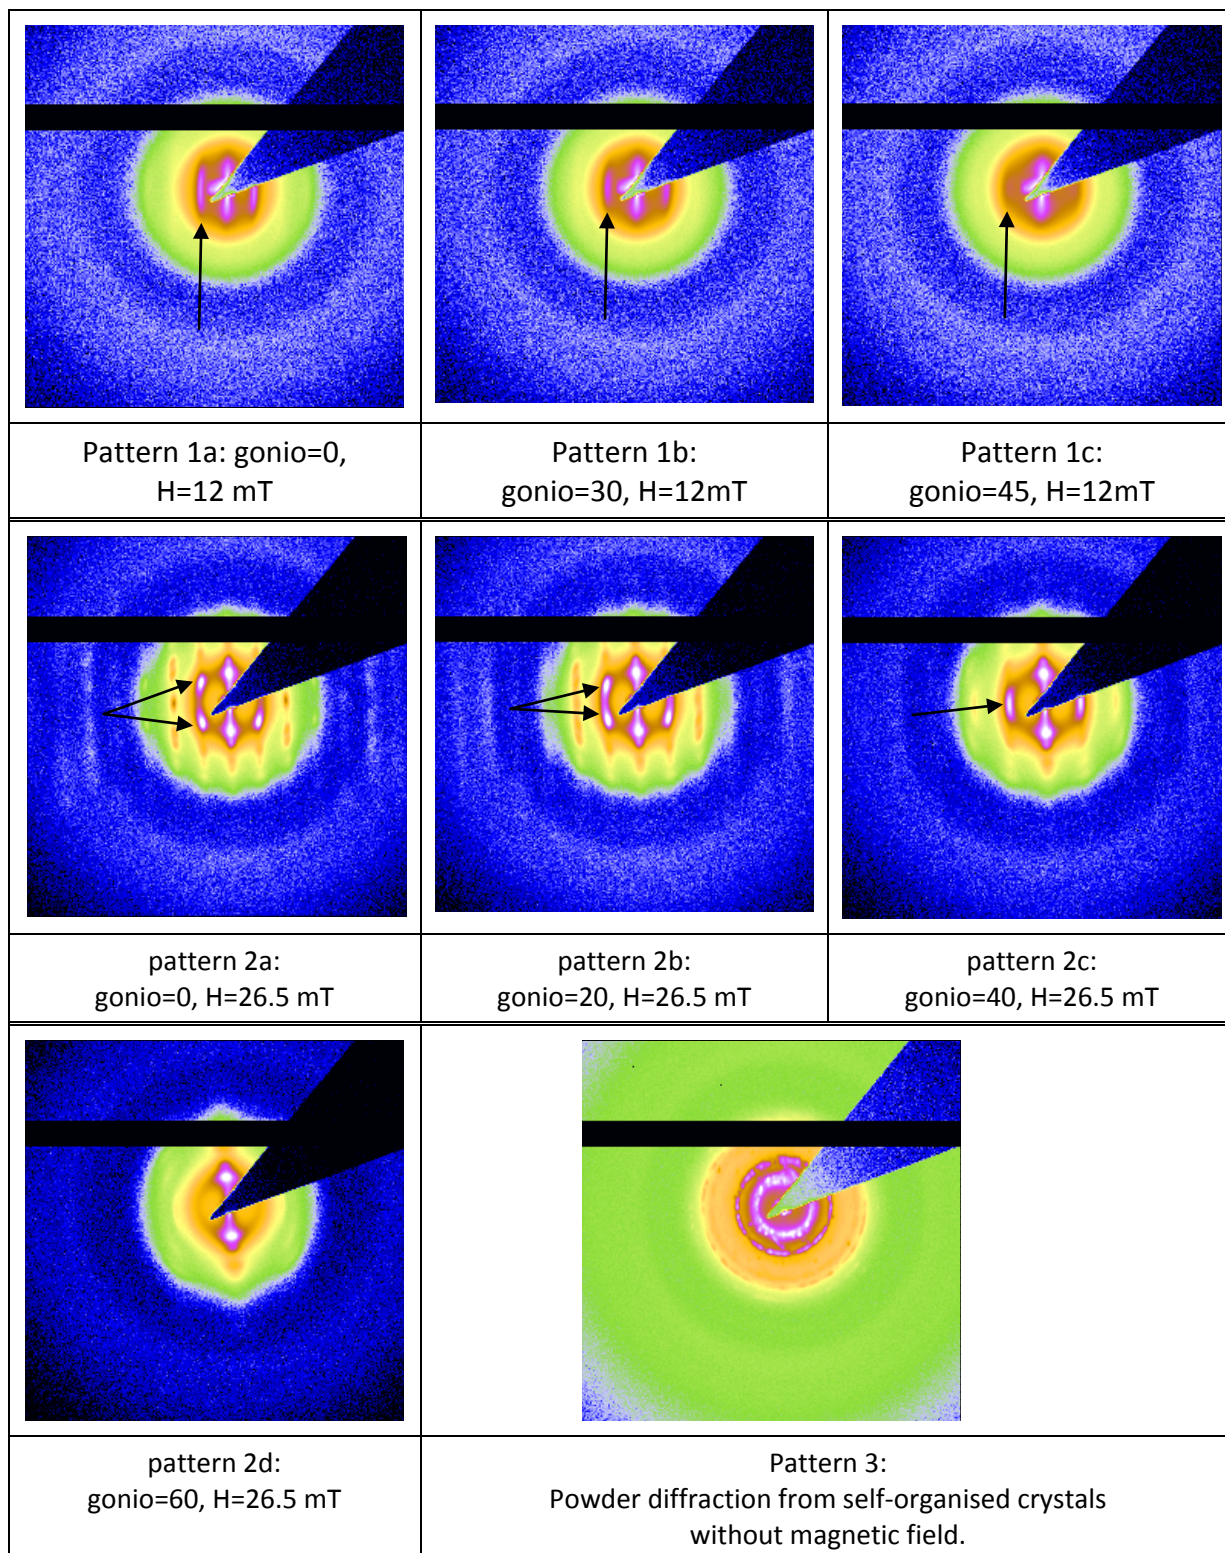 Pattern 1a: gonio=0,
H=12 mT
Pattern 1b:
gonio=30, H=12mT
Pattern 1c:
gonio=45, H=12mT
pattern 2a:
gonio=0, H=26.5 mT
pattern 2b:
gonio=20, H=26.5 mT
pattern 2c:
gonio=40, H=26.5 mT
pattern 2d:
gonio=60, H=26.5 mT
Pattern 3:
Powder diffraction from self-organised crystals
without magnetic field.